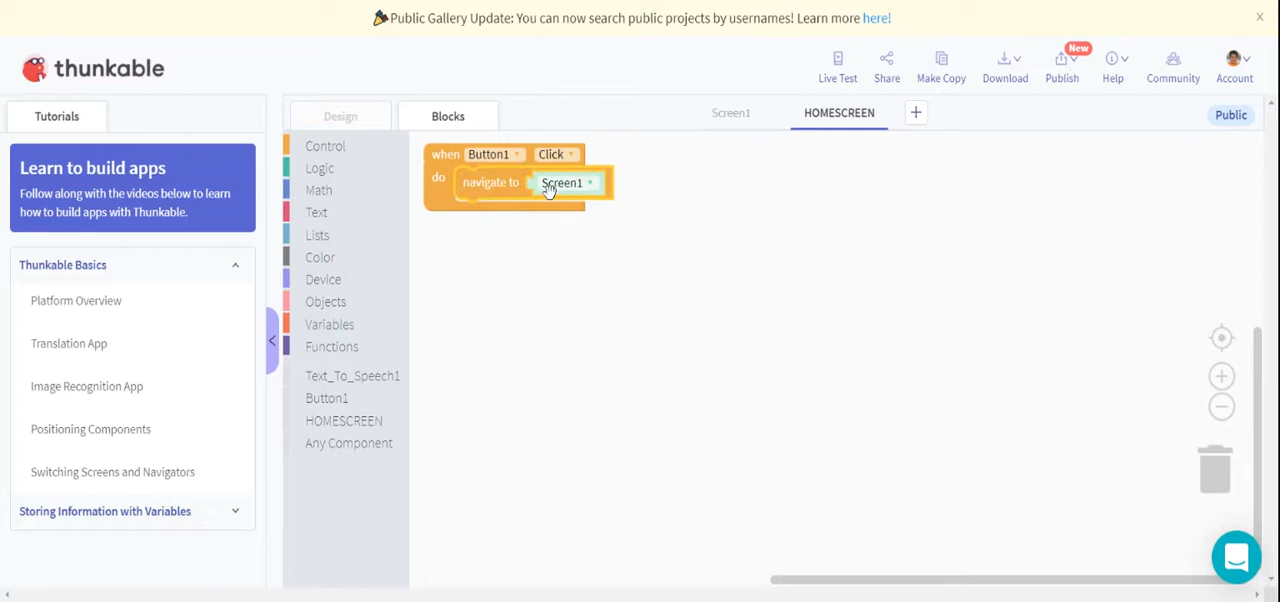 Public Gallery Update: You can now search public projects by usernames! Learn more here!
×
thunkable
Live Test
Share
Make Copy
Download
Publish
New
Help
Community
Account
Tutorials
Design
Blocks
Screen1
HOMESCREEN
+
Public
Learn to build apps
Follow along with the videos below to learn
how to build apps with Thunkable.
Thunkable Basics
Platform Overview
Translation App
Image Recognition App
Positioning Components
Switching Screens and Navigators
Storing Information with Variables
Control
Logic
Math
Text
Lists
Color
Device
Objects
Variables
Functions
Text_To_Speech1
Button1
HOMESCREEN
Any Component
when Button1 Click
do navigate to Screen1